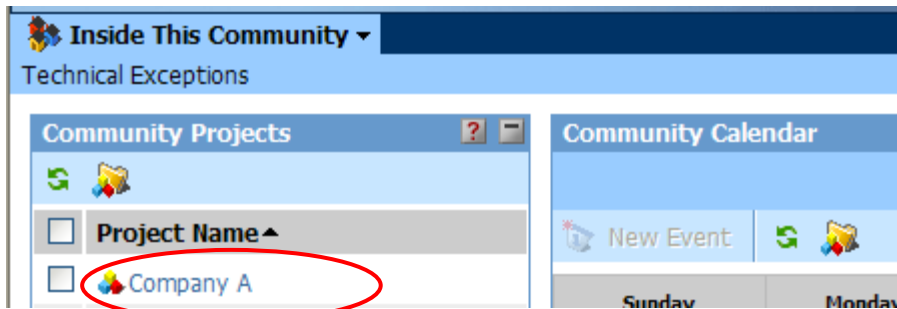 Inside This Community
Technical Exceptions
Community Projects
Project Name
Company A
Community Calendar
New Event
Sunday Monday